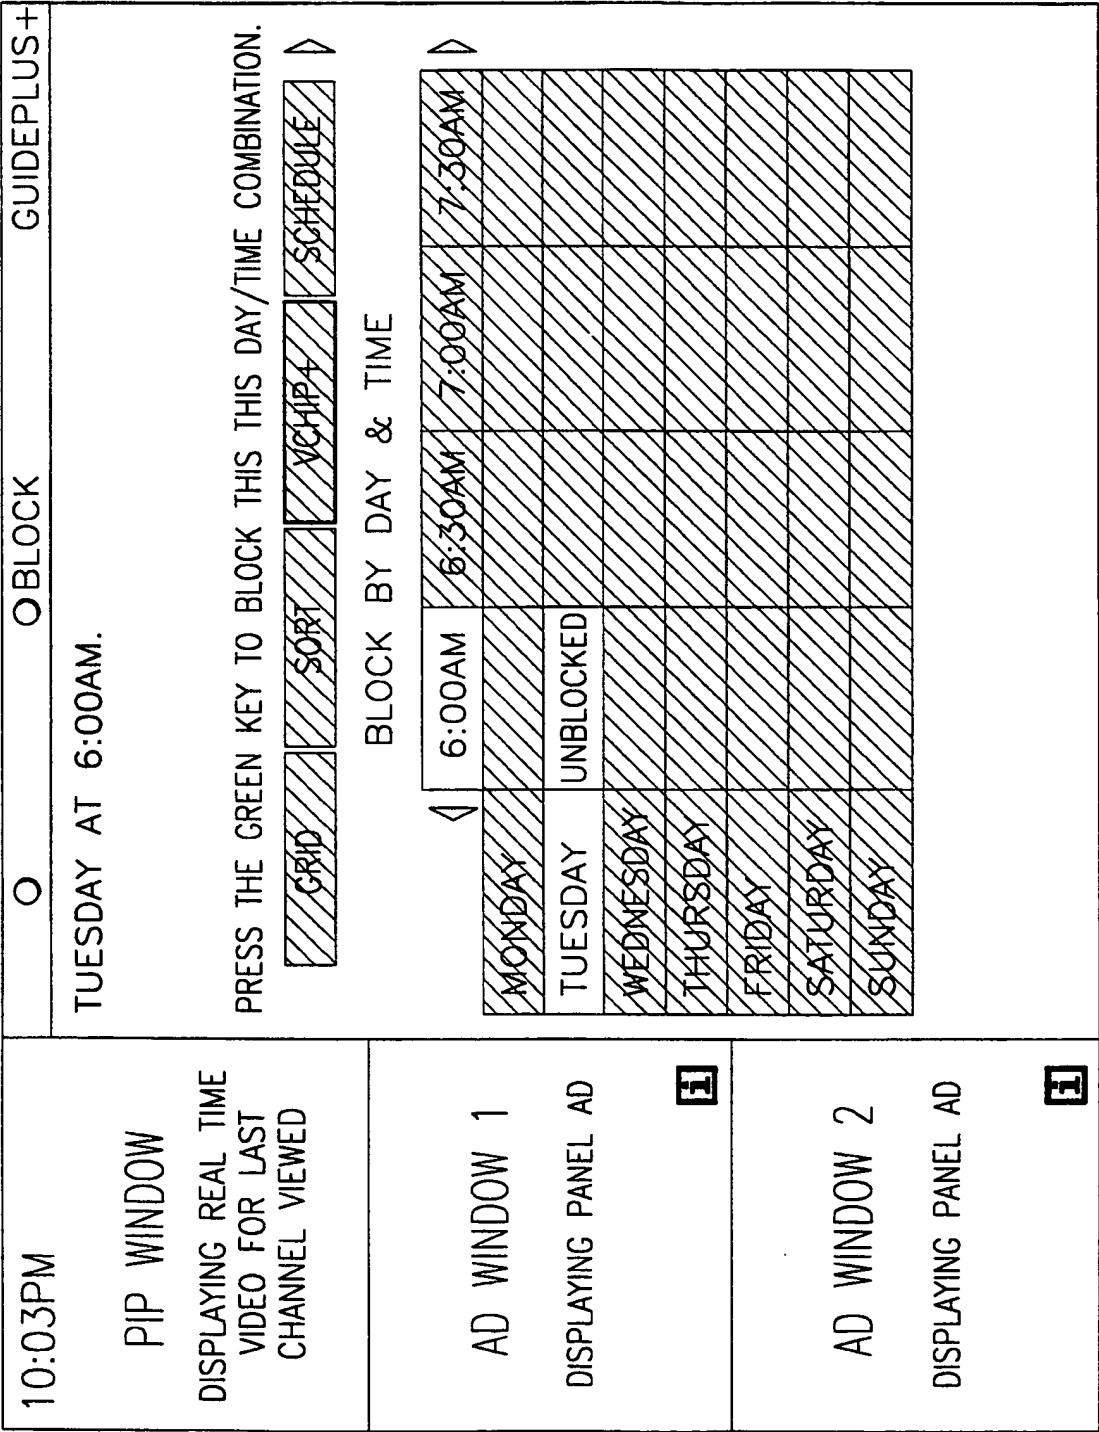 10:03PM
○
○BLOCK
GUIDEPLUS+
PIP WINDOW
DISPLAYING REAL TIME
VIDEO FOR LAST
CHANNEL VIEWED
TUESDAY AT 6:00AM.
PRESS THE GREEN KEY TO BLOCK THIS THIS DAY/TIME COMBINATION.
GRID
SORT
VCHIP+
SCHEDULE
BLOCK BY DAY & TIME
6:00AM
6:30AM
7:00AM
7:30AM
MONDAY
TUESDAY
UNBLOCKED
WEDNESDAY
THURSDAY
FRIDAY
SATURDAY
SUNDAY
AD WINDOW 1
DISPLAYING PANEL AD
i
AD WINDOW 2
DISPLAYING PANEL AD
i